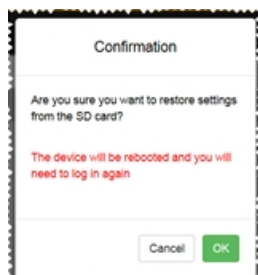 Confirmation
Are you sure you want to restore settings
from the SD card?
The device will be rebooted and you will
need to log in again
Cancel
OK